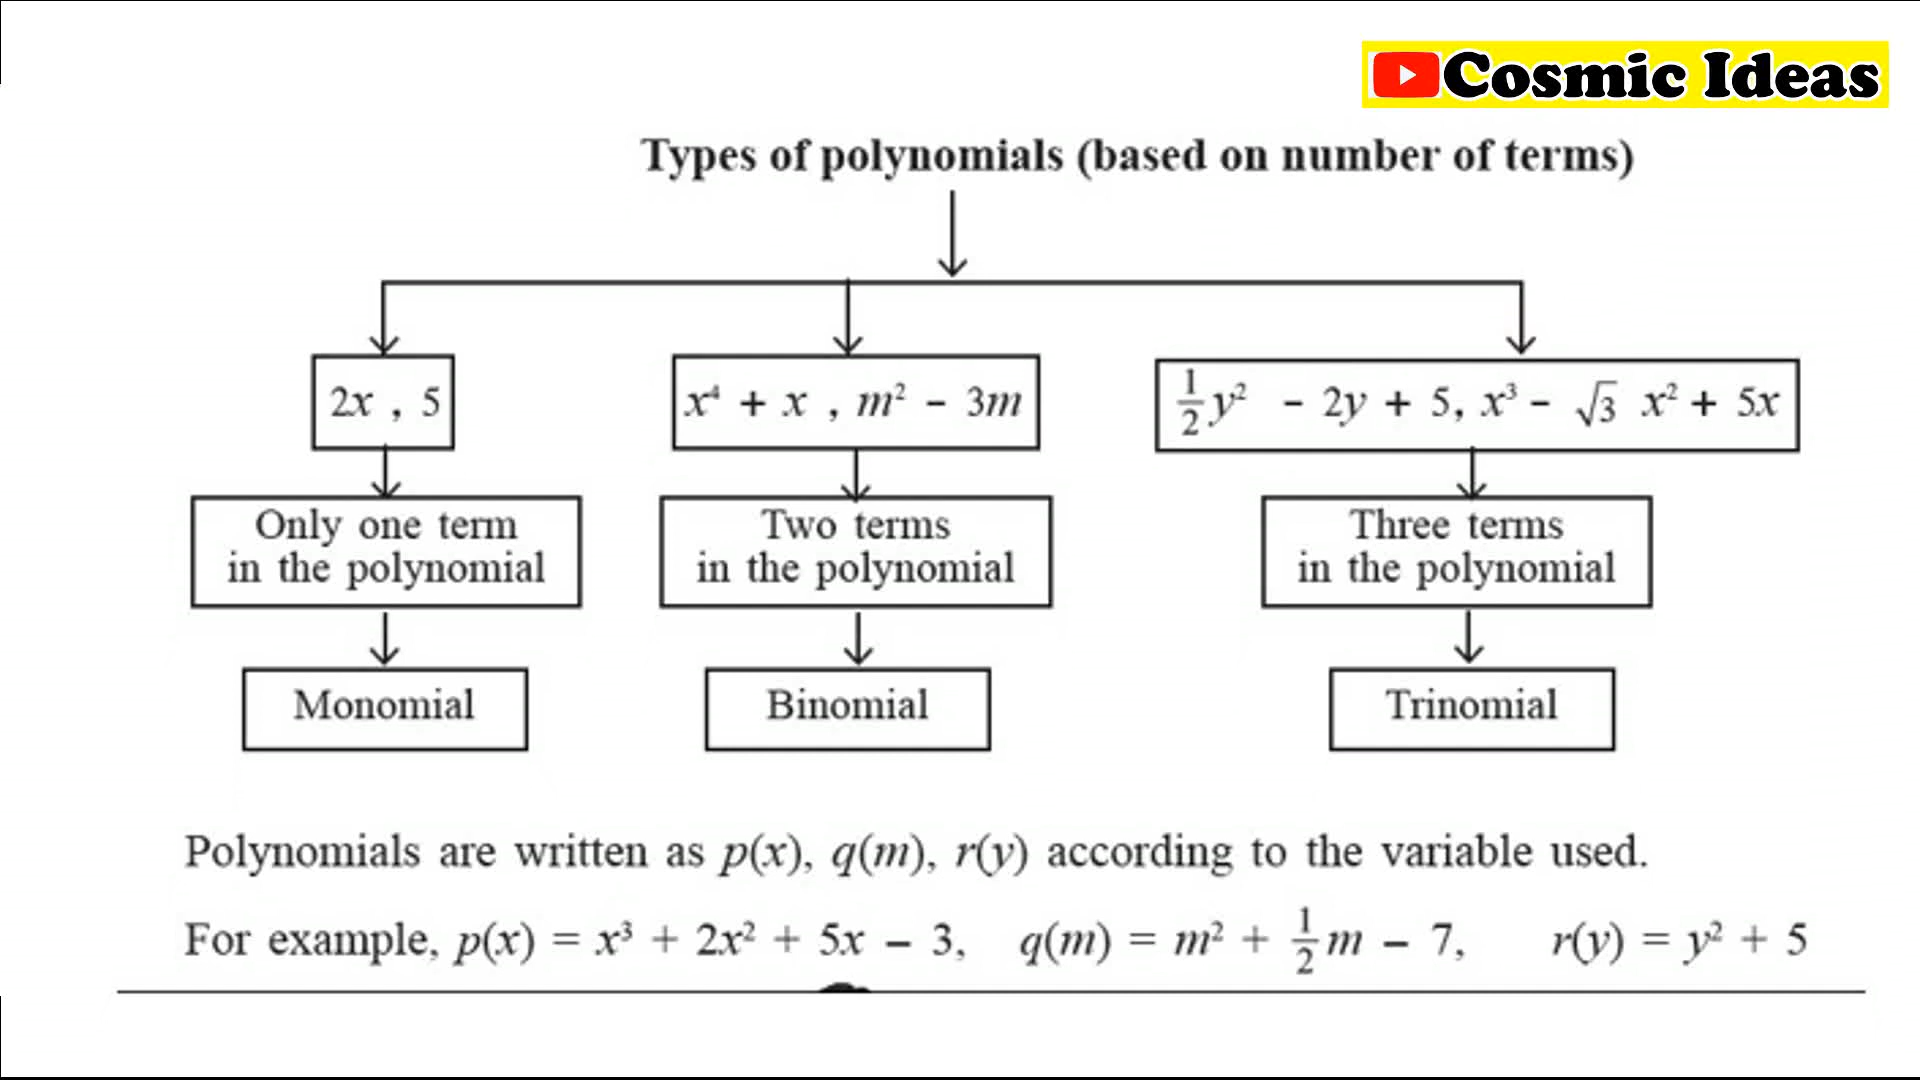 Cosmic Ideas
Types of polynomials (based on number of terms)
2x , 5
x⁴ + x , m² - 3m
1/2 y² - 2y + 5, x³ - √3 x² + 5x
Only one term
in the polynomial
Two terms
in the polynomial
Three terms
in the polynomial
Monomial
Binomial
Trinomial
Polynomials are written as p(x), q(m), r(y) according to the variable used.
For example, p(x) = x³ + 2x² + 5x – 3, q(m) = m² + 1/2 m – 7, r(y) = y² + 5